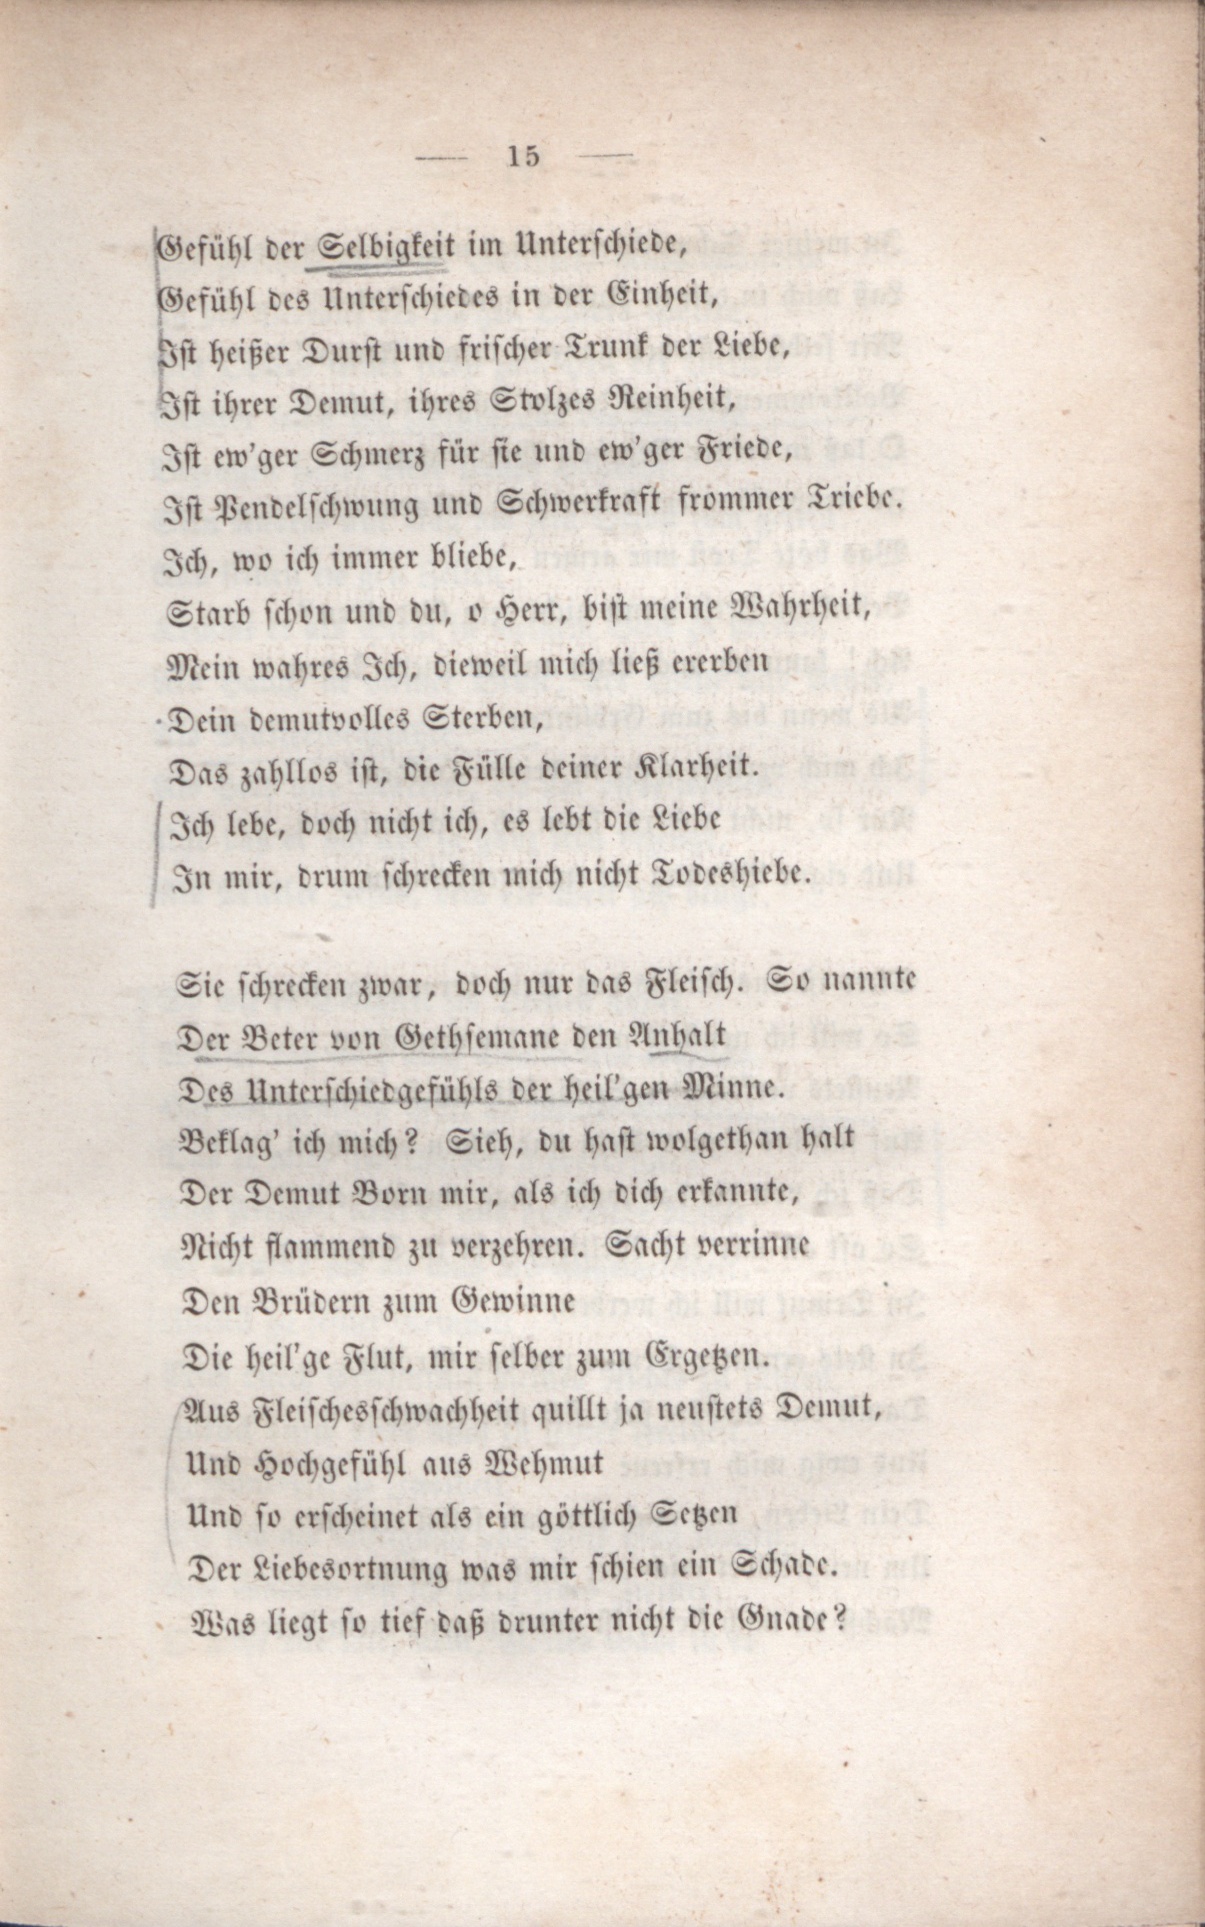 — 15 —
Gefühl der Selbigkeit im Unterschiede,
Gefühl des Unterschiedes in der Einheit,
Ist heißer Durst und frischer Trunk der Liebe,
Ist ihrer Demut, ihres Stolzes Reinheit,
Ist ew'ger Schmerz für sie und ew'ger Friede,
Ist Pendelschwung und Schwerkraft frommer Triebe.
Ich, wo ich immer bliebe,
Starb schon und du, o Herr, bist meine Wahrheit,
Mein wahres Ich, dieweil mich ließ ererben
Dein demutvolles Sterben,
Das zahllos ist, die Fülle deiner Klarheit.
Ich lebe, doch nicht ich, es lebt die Liebe
In mir, drum schrecken mich nicht Todeshiebe.
Sie schrecken zwar, doch nur das Fleisch. So nannte
Der Beter von Gethsemane den Anhalt
Des Unterschiedgefühls der heil'gen Minne.
Beklag' ich mich? Sieh, du hast wolgethan halt
Der Demut Born mir, als ich dich erkannte,
Nicht flammend zu verzehren. Sacht verrinne
Den Brüdern zum Gewinne
Die heil'ge Flut, mir selber zum Ergetzen.
Aus Fleischesschwachheit quillt ja neustets Demut,
Und Hochgefühl aus Wehmut
Und so erscheinet als ein göttlich Setzen
Der Liebesortnung was mir schien ein Schade.
Was liegt so tief daß drunter nicht die Gnade?